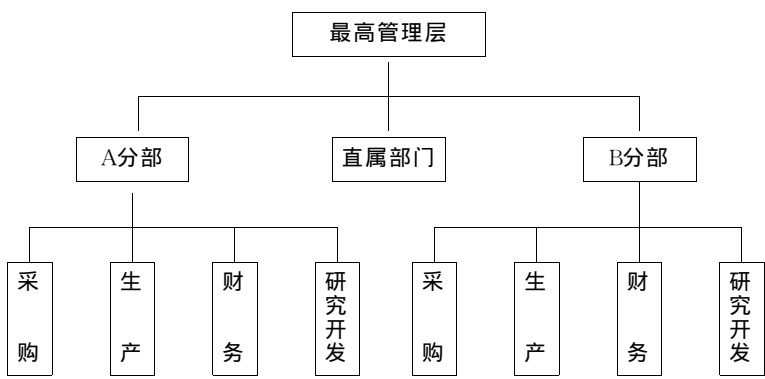 最高管理层
A分部
直属部门
B分部
采购
生产
财务
研究开发
采购
生产
财务
研究开发